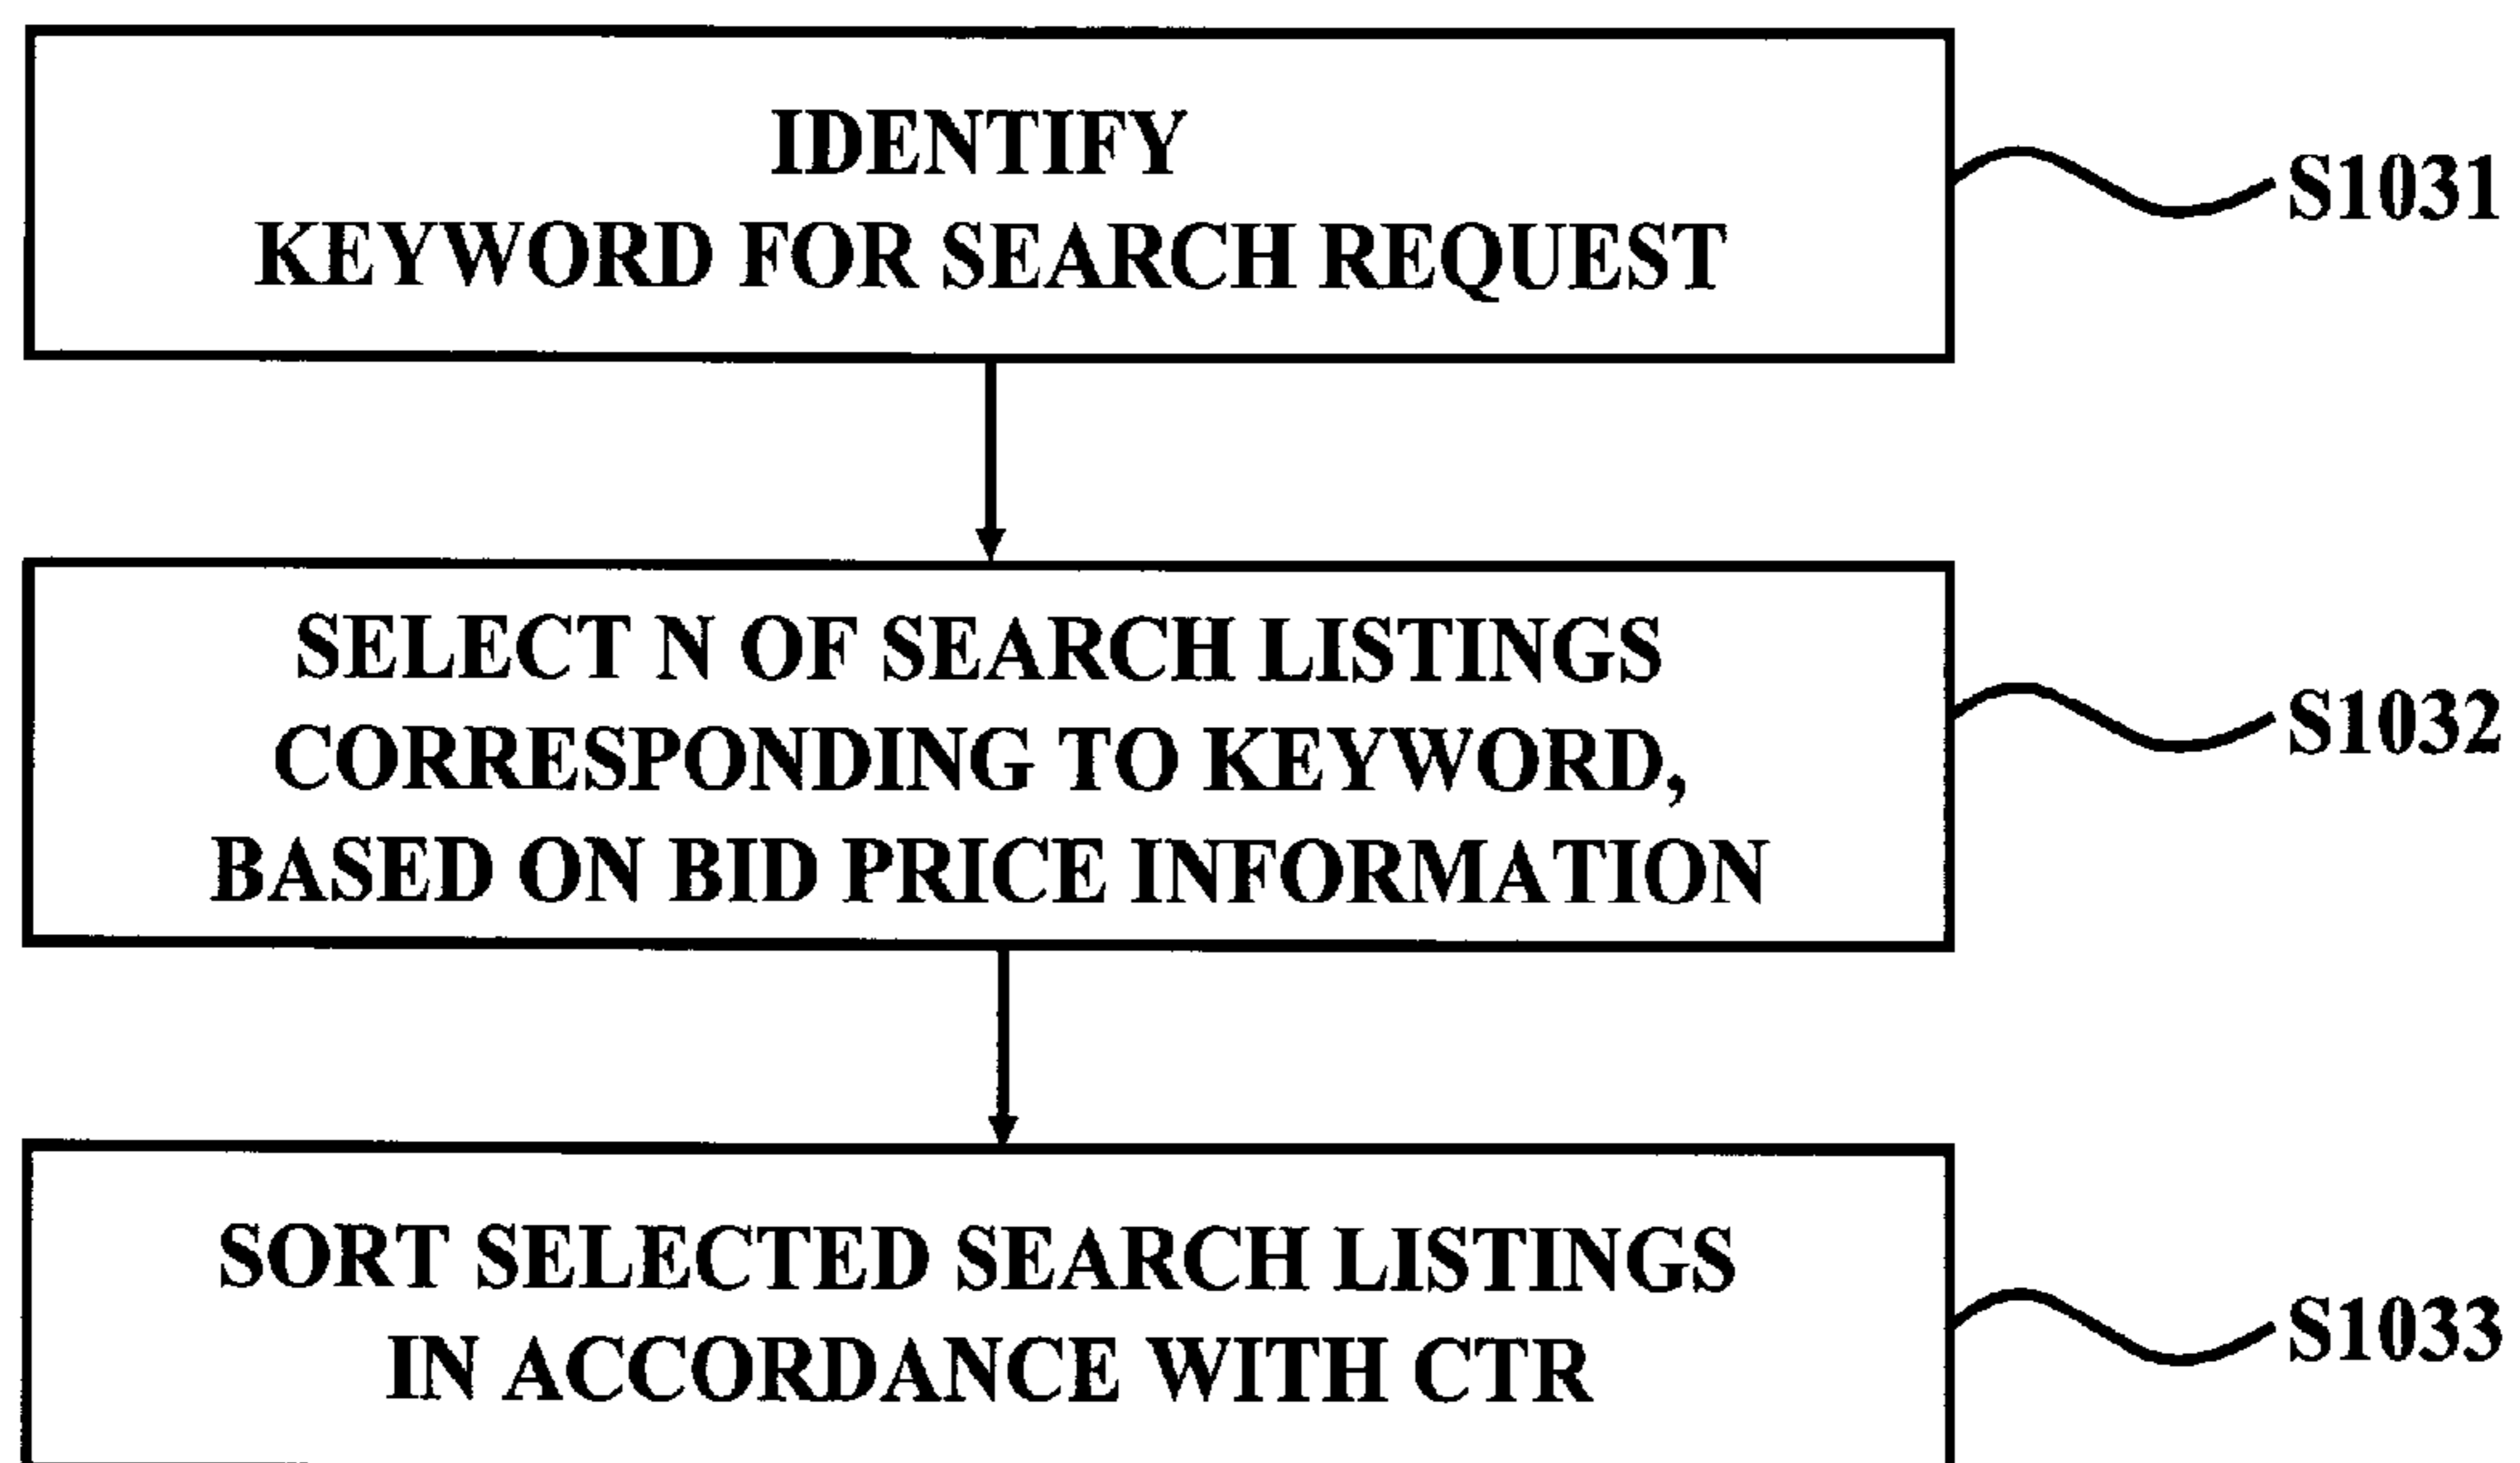 IDENTIFY
KEYWORD FOR SEARCH REQUEST
S1031
SELECT N OF SEARCH LISTINGS
CORRESPONDING TO KEYWORD,
BASED ON BID PRICE INFORMATION
S1032
SORT SELECTED SEARCH LISTINGS
IN ACCORDANCE WITH CTR
S1033